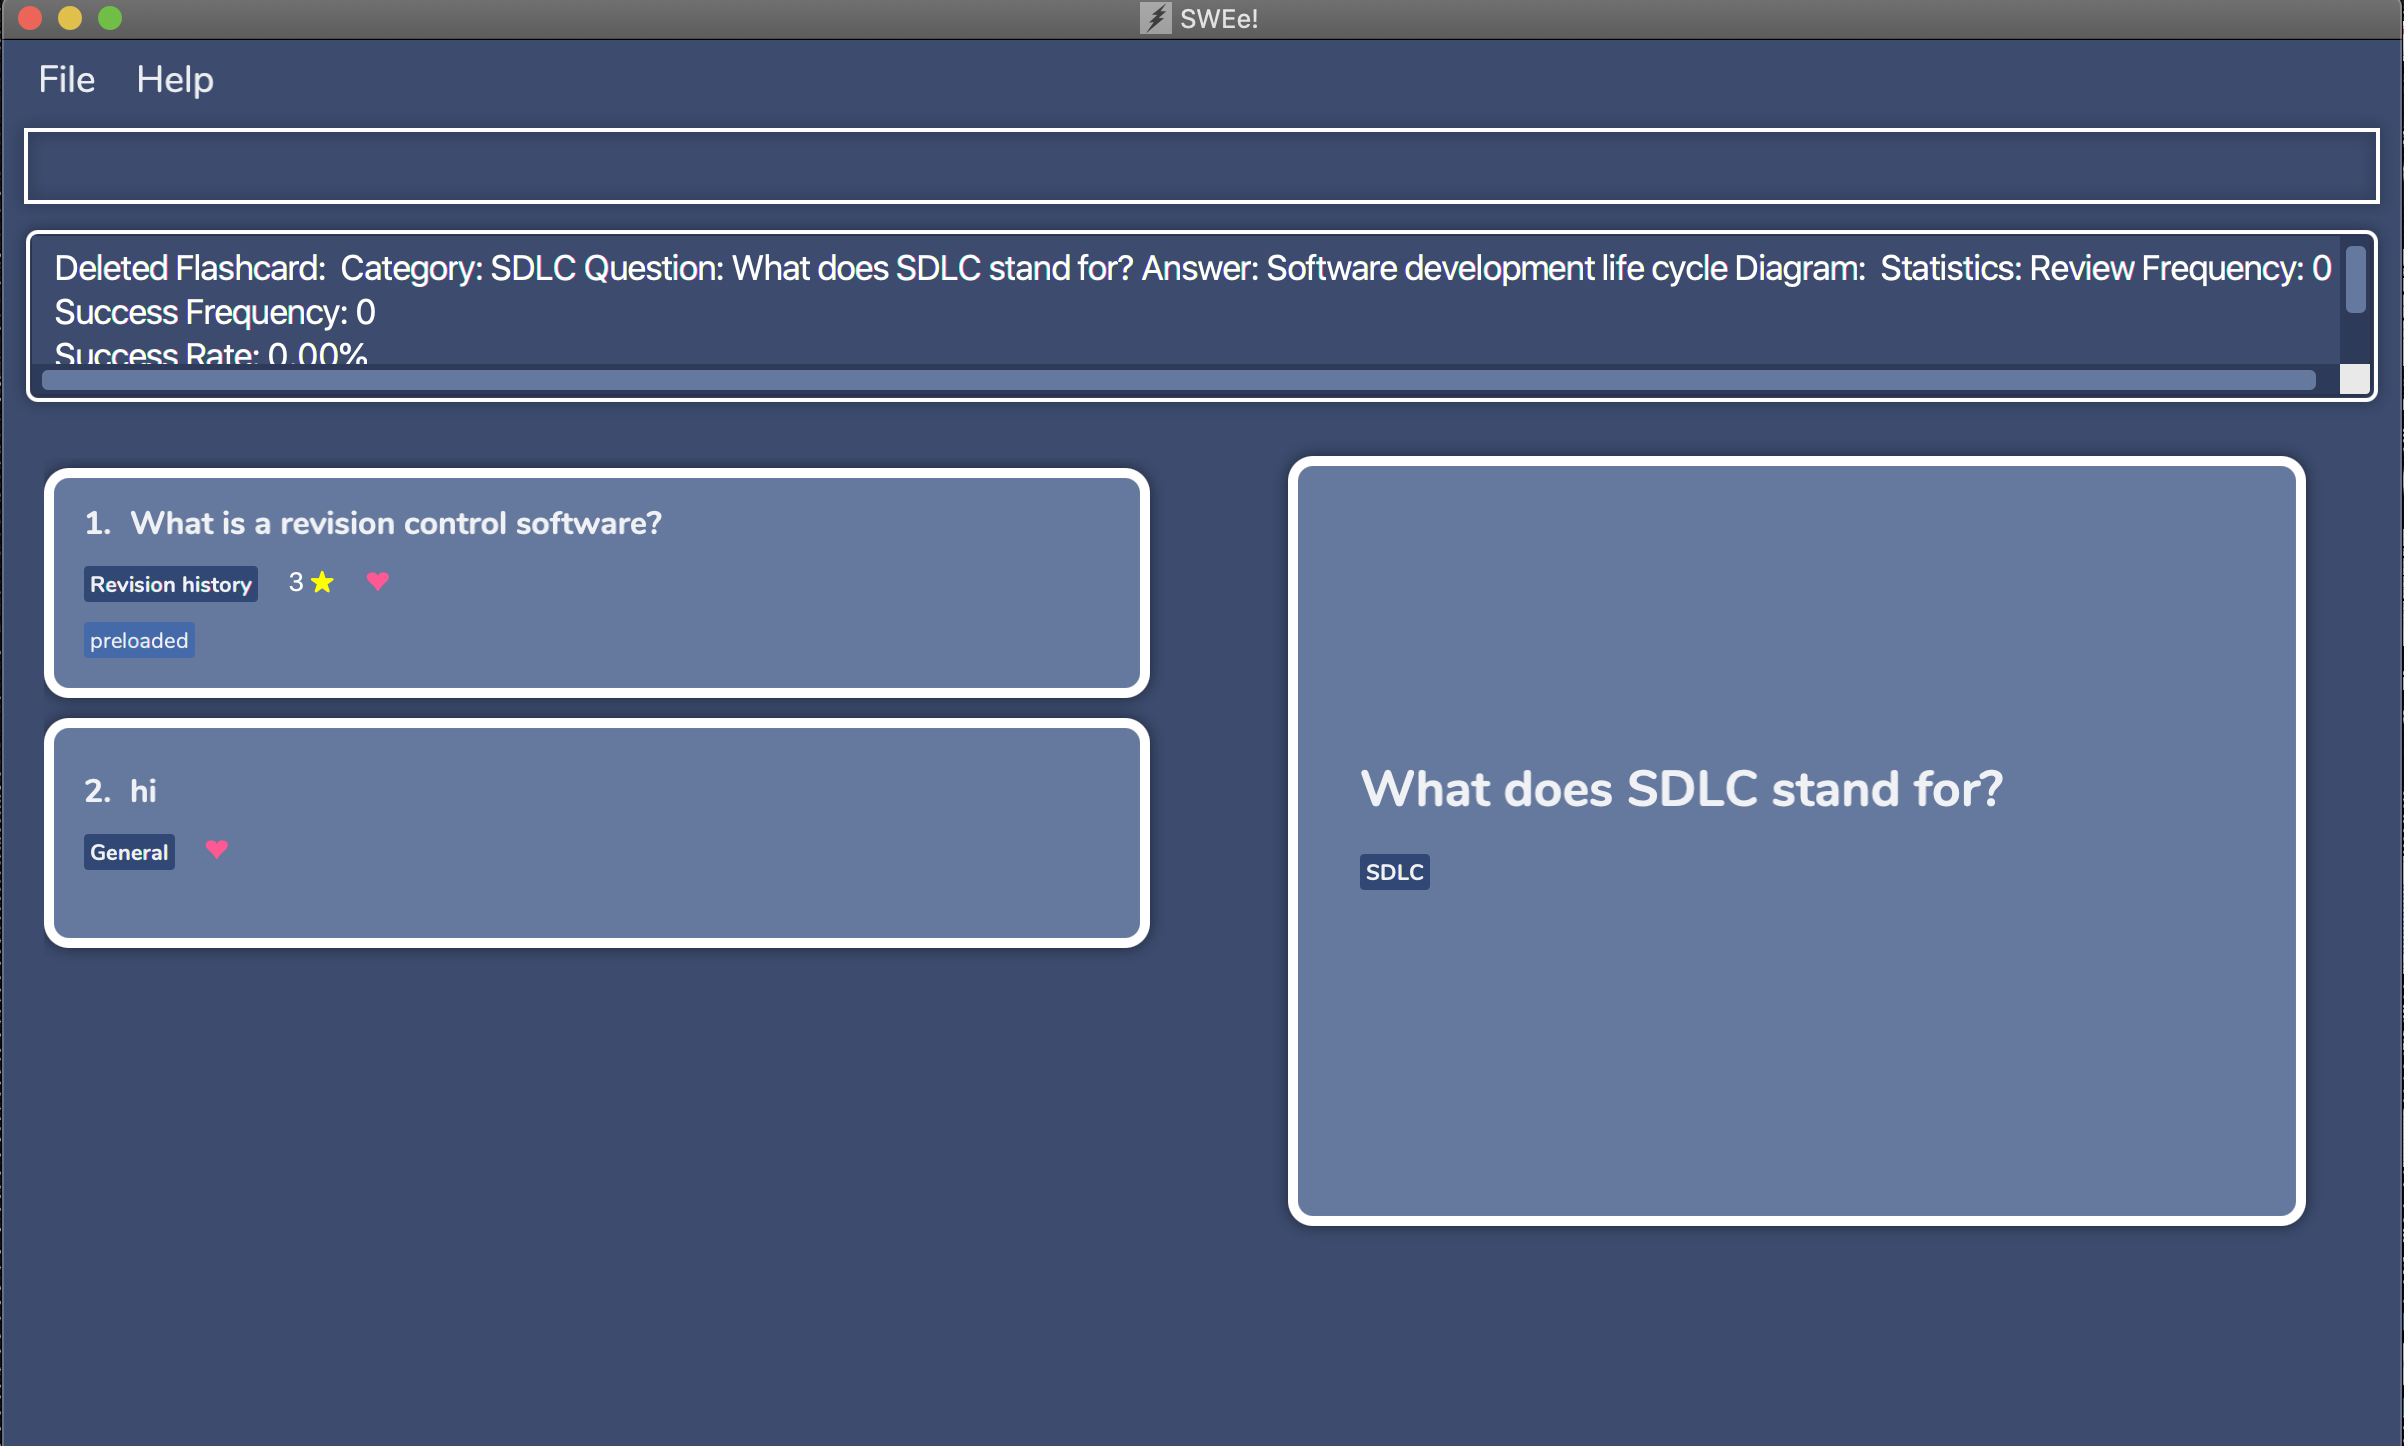 SWEe!
File Help
Deleted Flashcard:  Category: SDLC Question: What does SDLC stand for? Answer: Software development life cycle Diagram:  Statistics: Review Frequency: 0
Success Frequency: 0
Success Rate: 0.00%
1. What is a revision control software?
Revision history 3
preloaded
2. hi
General
What does SDLC stand for?
SDLC